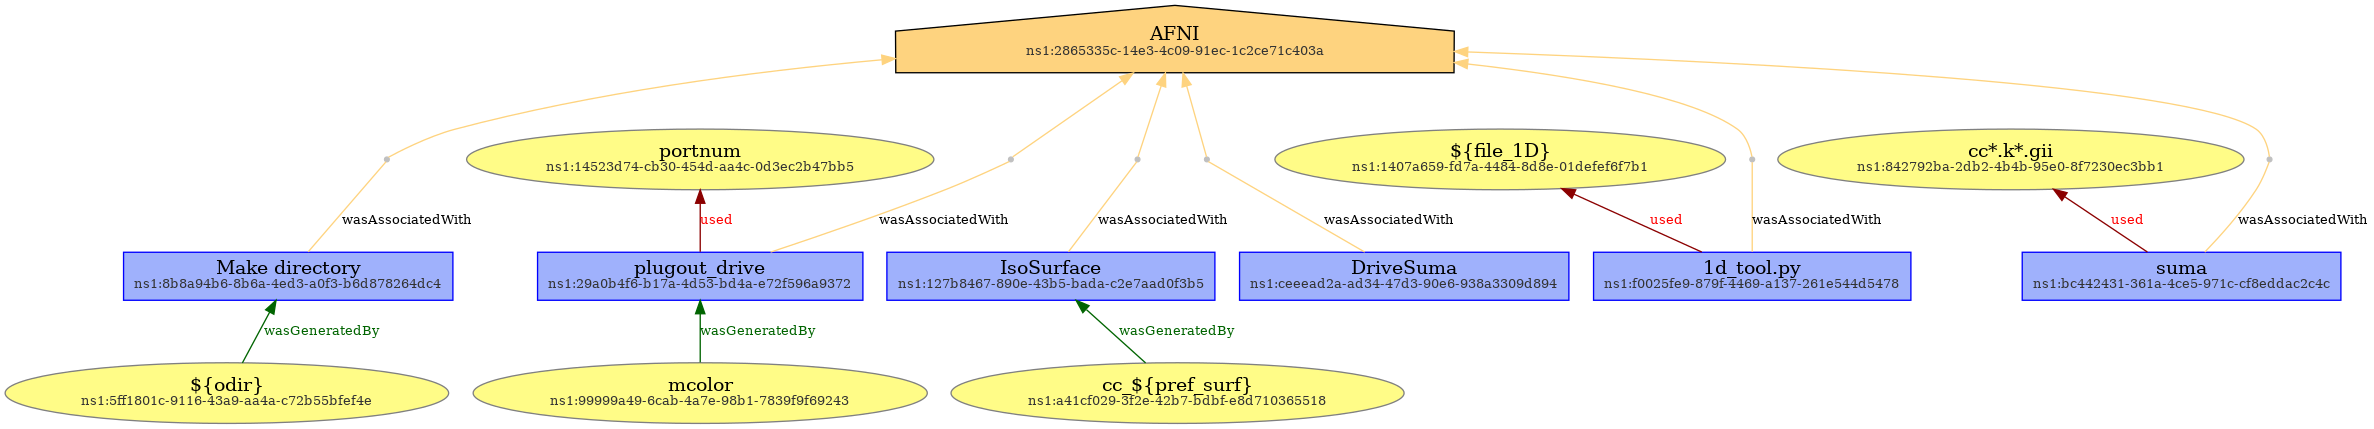 AFNI
ns1:2865335c-14e3-4c09-91ec-1c2ce71c403a
portnum
ns1:14523d74-cb30-454d-aa4c-0d3ec2b47bb5
${file_1D}
ns1:1407a659-fd7a-4484-8d8e-01defef6f7b1
cc*.k*.gii
ns1:842792ba-2db2-4b4b-95e0-8f7230ec3bb1
wasAssociatedWith
used
wasAssociatedWith
wasAssociatedWith
wasAssociatedWith
used
wasAssociatedWith
used
wasAssociatedWith
Make directory
ns1:8b8a94b6-8b6a-4ed3-a0f3-b6d878264dc4
plugout_drive
ns1:29a0b4f6-b17a-4d53-bd4a-e72f596a9372
IsoSurface
ns1:127b8467-890e-43b5-bada-c2e7aad0f3b5
DriveSuma
ns1:ceeead2a-ad34-47d3-90e6-938a3309d894
1d_tool.py
ns1:f0025fe9-879f-4469-a137-261e544d5478
suma
ns1:bc442431-361a-4ce5-971c-cf8eddac2c4c
wasGeneratedBy
wasGeneratedBy
wasGeneratedBy
${odir}
ns1:5ff1801c-9116-43a9-aa4a-c72b55bfef4e
mcolor
ns1:99999a49-6cab-4a7e-98b1-7839f9f69243
cc_${pref_surf}
ns1:a41cf029-3f2e-42b7-bdbf-e8d710365518